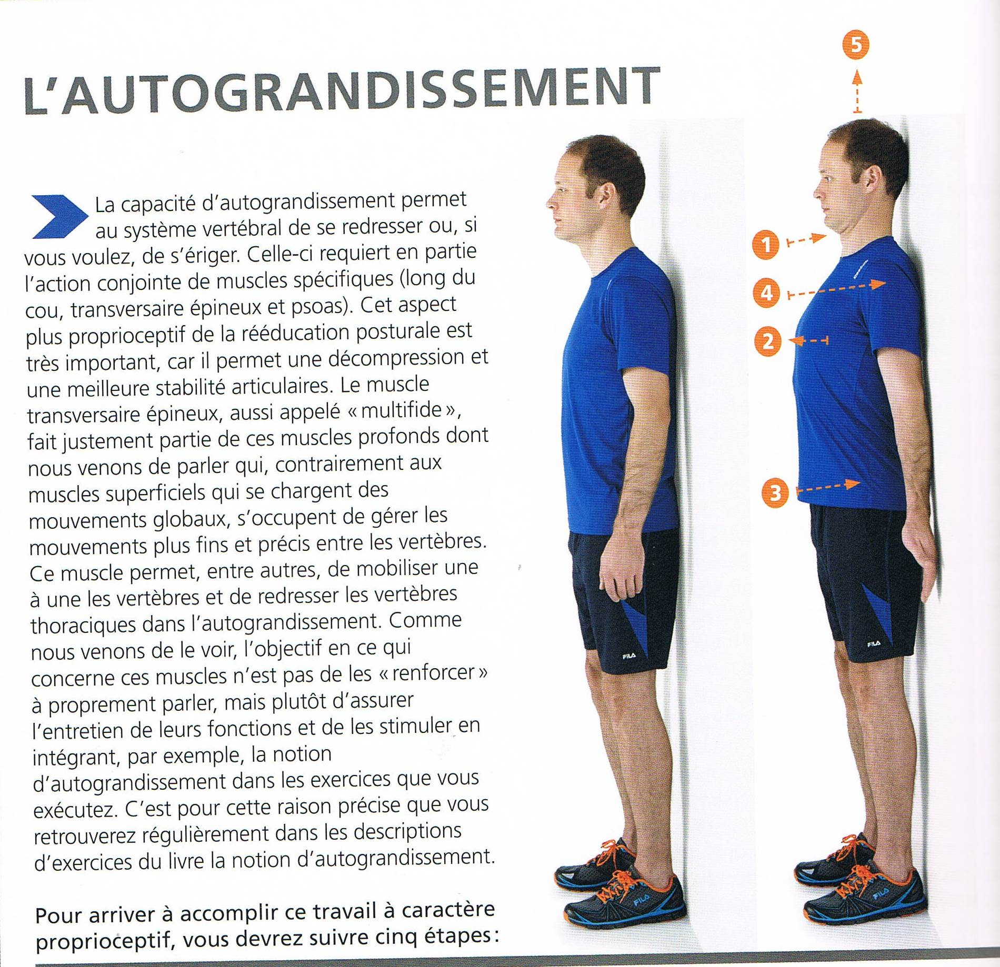 5
L'AUTOGRANDISSEMENT
La capacité d'autograndissement permet
au système vertébral de se redresser ou, si
vous voulez, de s'ériger. Celle-ci requiert en partie
l'action conjointe de muscles spécifiques (long du
cou, transversaire épineux et psoas). Cet aspect
plus proprioceptif de la rééducation posturale est
très important, car il permet une décompression et
une meilleure stabilité articulaires. Le muscle
transversaire épineux, aussi appelé « multifide »,
fait justement partie de ces muscles profonds dont
nous venons de parler qui, contrairement aux
muscles superficiels qui se chargent des
mouvements globaux, s'occupent de gérer les
mouvements plus fins et précis entre les vertèbres.
Ce muscle permet, entre autres, de mobiliser une
à une les vertèbres et de redresser les vertèbres
thoraciques dans l'autograndissement. Comme
nous venons de le voir, l'objectif en ce qui
concerne ces muscles n'est pas de les « renforcer »
à proprement parler, mais plutôt d'assurer
l'entretien de leurs fonctions et de les stimuler en
intégrant, par exemple, la notion
d'autograndissement dans les exercices que vous
exécutez. C'est pour cette raison précise que vous
retrouverez régulièrement dans les descriptions
d'exercices du livre la notion d'autograndissement.
Pour arriver à accomplir ce travail à caractère
proprioceptif, vous devrez suivre cinq étapes :
1
4
2
3
Reebok
FILA
FILA
FILA
FILA